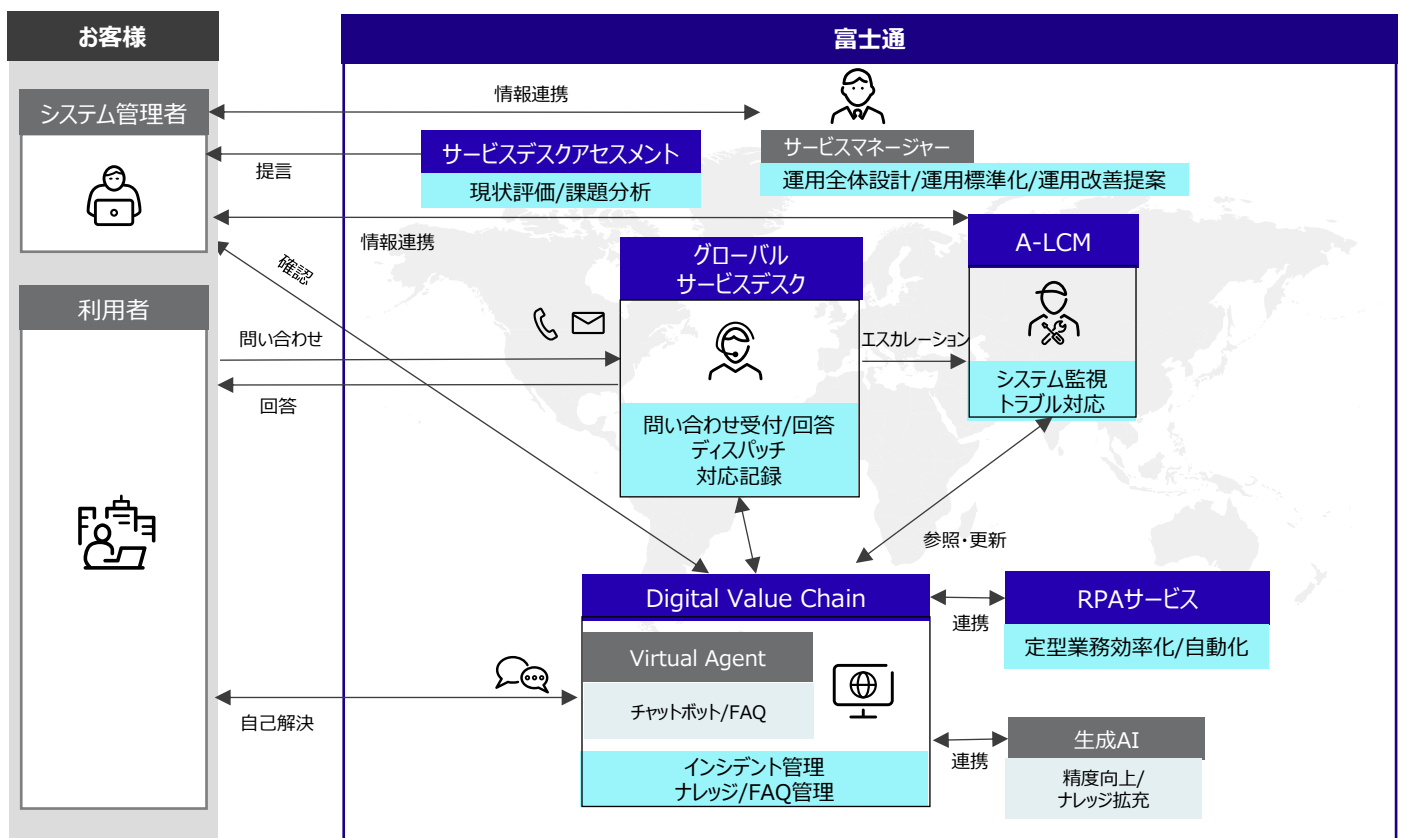 お客様
富士通
システム管理者
情報連携
サービスデスクアセスメント
現状評価/課題分析
提言
サービスマネージャー
運用全体設計/運用標準化/運用改善提案
情報連携
確認
グローバル
サービスデスク
A-LCM
利用者
問い合わせ
エスカレーション
システム監視
トラブル対応
回答
問い合わせ受付/回答
ディスパッチ
対応記録
参照・更新
Digital Value Chain
連携
RPAサービス
定型業務効率化/自動化
Virtual Agent
チャットボット/FAQ
自己解決
インシデント管理
ナレッジ/FAQ管理
連携
生成AI
精度向上/
ナレッジ拡充